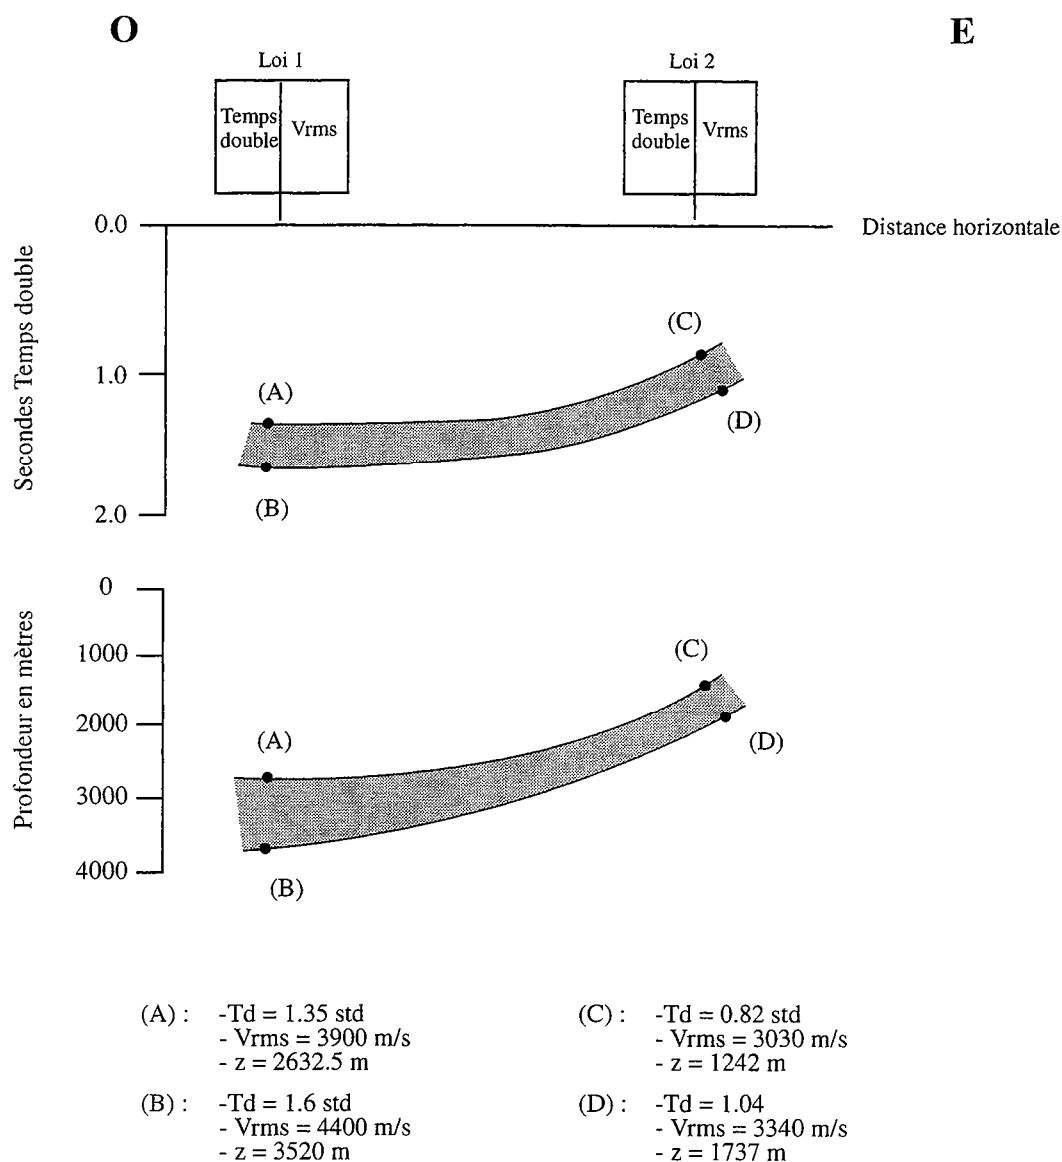 O
E
Loi 1
Loi 2
Temps double
Vrms
Temps double
Vrms
0.0
Distance horizontale
Secondes Temps double
1.0
2.0
(A)
(B)
(C)
(D)
0
1000
2000
3000
4000
Profondeur en mètres
(A)
(B)
(C)
(D)
(A) : -Td = 1.35 std
- Vrms = 3900 m/s
- z = 2632.5 m
(B) : -Td = 1.6 std
- Vrms = 4400 m/s
- z = 3520 m
(C) : -Td = 0.82 std
- Vrms = 3030 m/s
- z = 1242 m
(D) : -Td = 1.04
- Vrms = 3340 m/s
- z = 1737 m